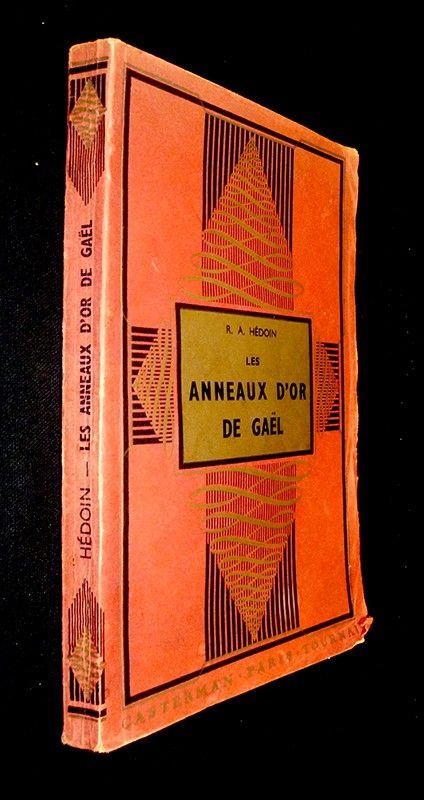 HÉDOIN — LES ANNEAUX D'OR DE GAËL
R. A. HÉDOIN
LES
ANNEAUX D'OR
DE GAËL
CASTERMAN · PARIS · TOURNAI